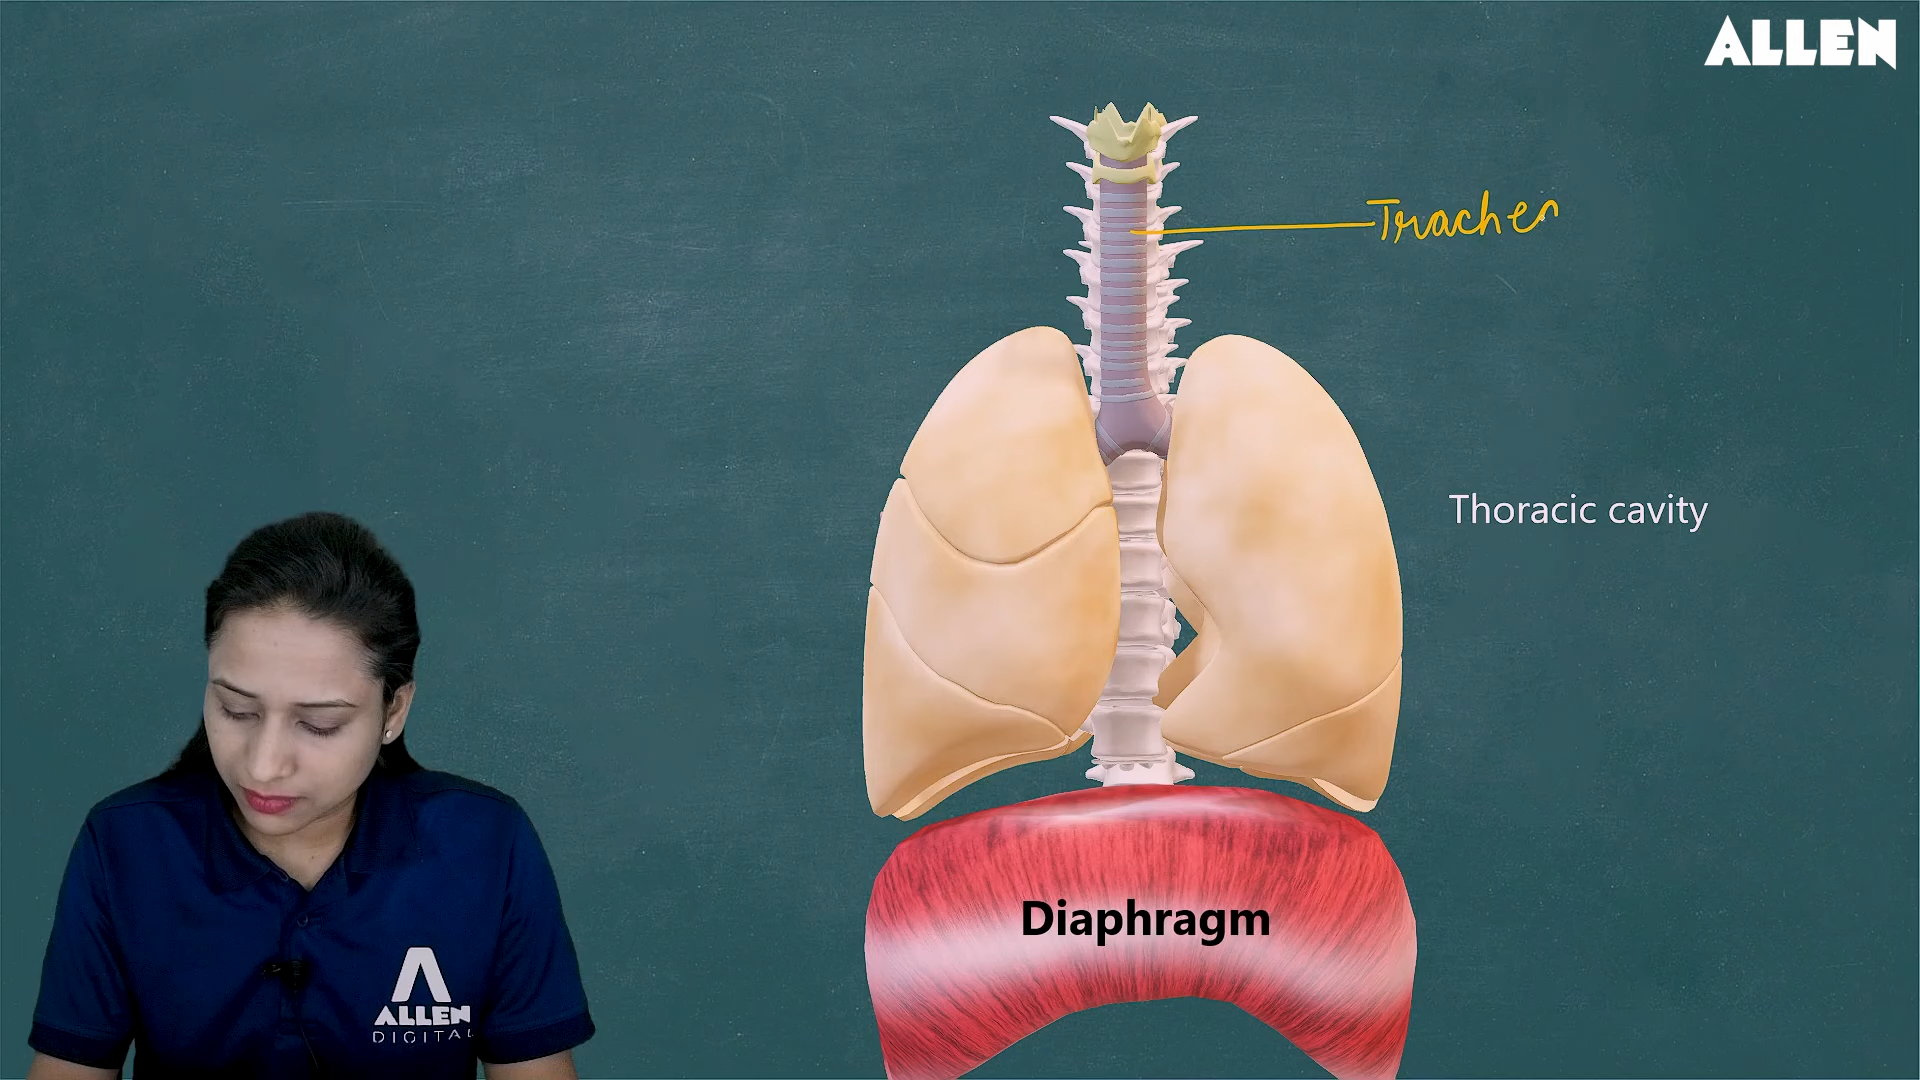 ALLEN
Trachea
Thoracic cavity
Diaphragm
ALLEN
DIGITAL